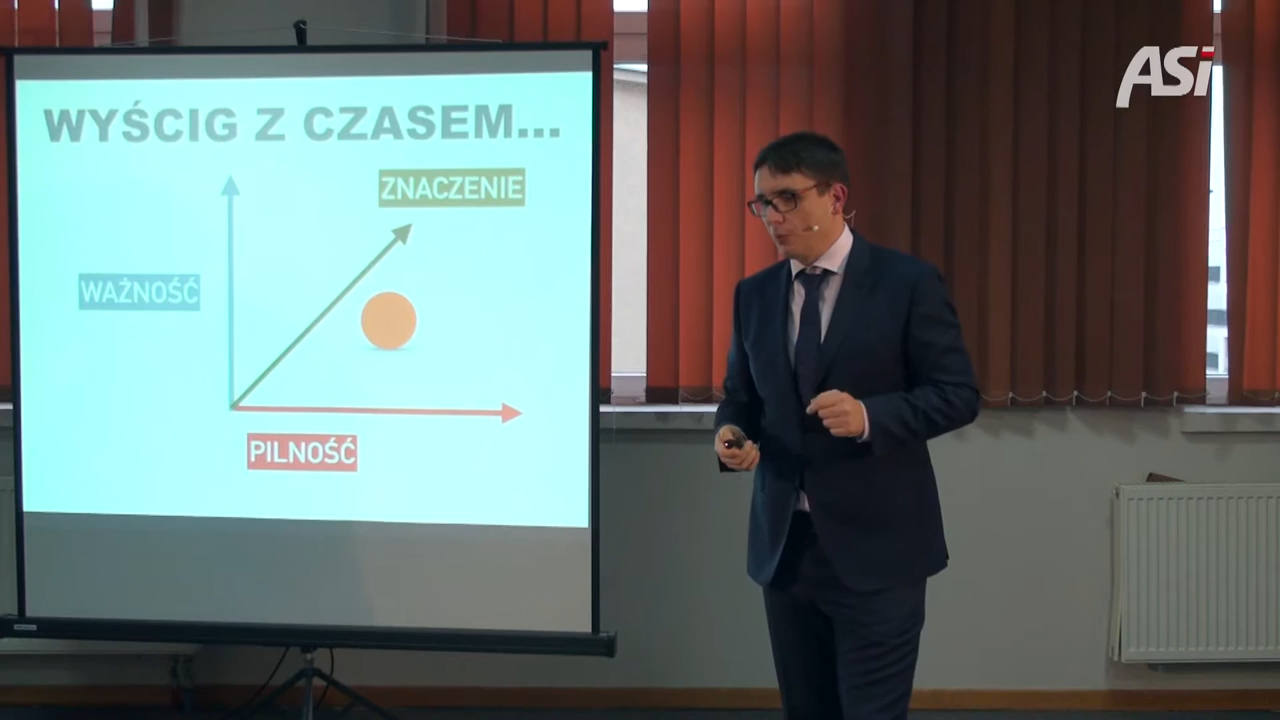 WYŚCIG Z CZASEM...
ZNACZENIE
WAŻNOŚĆ
PILNOŚĆ
ASi